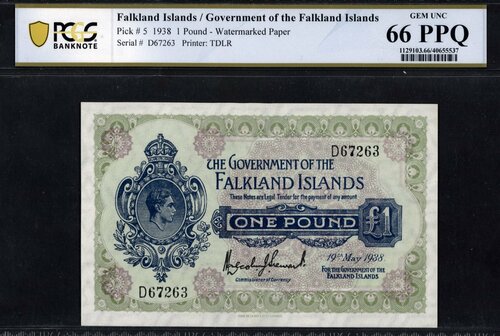 PCGS BANKNOTE
Falkland Islands / Government of the Falkland Islands
Pick # 5 1938 1 Pound - Watermarked Paper
Serial # D67263 Printer: TDLR
GEM UNC
66 PPQ
1129103.66/40655537
D67263
THE GOVERNMENT OF THE
FALKLAND ISLANDS
These Notes are Legal Tender for the payment of any amount
ONE POUND £1
19th May 1938.
Commissioner of Currency
FOR THE GOVERNMENT OF THE
FALKLAND ISLANDS
D67263